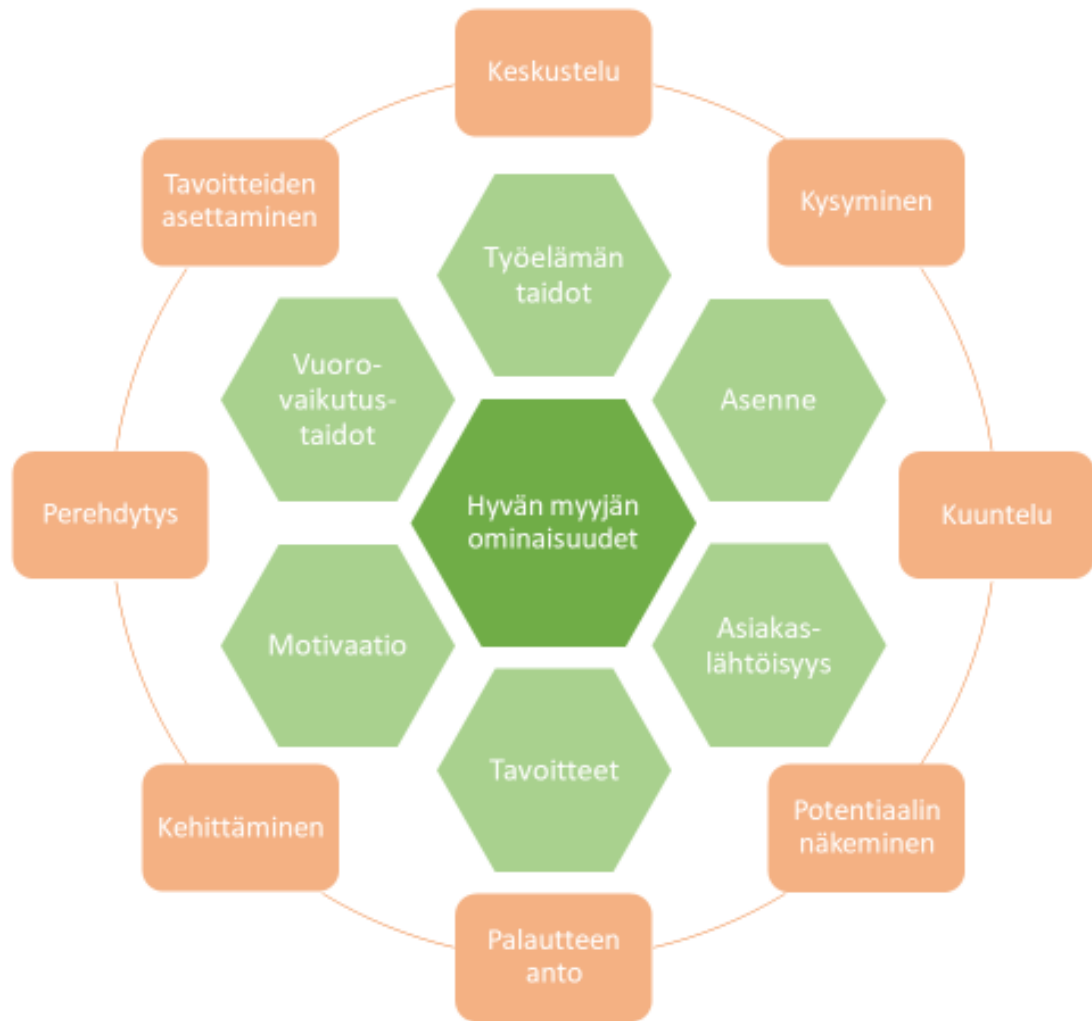 Keskustelu
Tavoitteiden
asettaminen
Kysyminen
Työelämän
taidot
Vuoro-
vaikutus-
taidot
Asenne
Perehdytys
Hyvän myyjän
ominaisuudet
Kuuntelu
Motivaatio
Asiakas-
lähtöisyys
Tavoitteet
Kehittäminen
Potentiaalin
näkeminen
Palautteen
anto